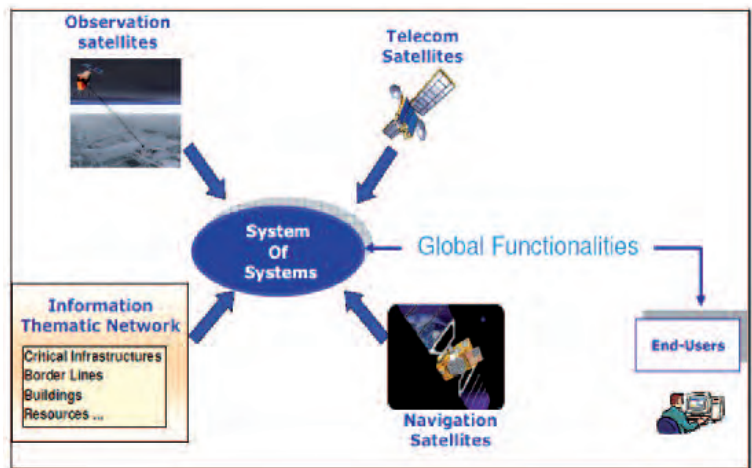 Observation
satellites
Telecom
Satellites
System
Of
Systems
Global Functionalities
Information
Thematic Network
Critical Infrastructures
Border Lines
Buildings
Resources ...
Navigation
Satellites
End-Users